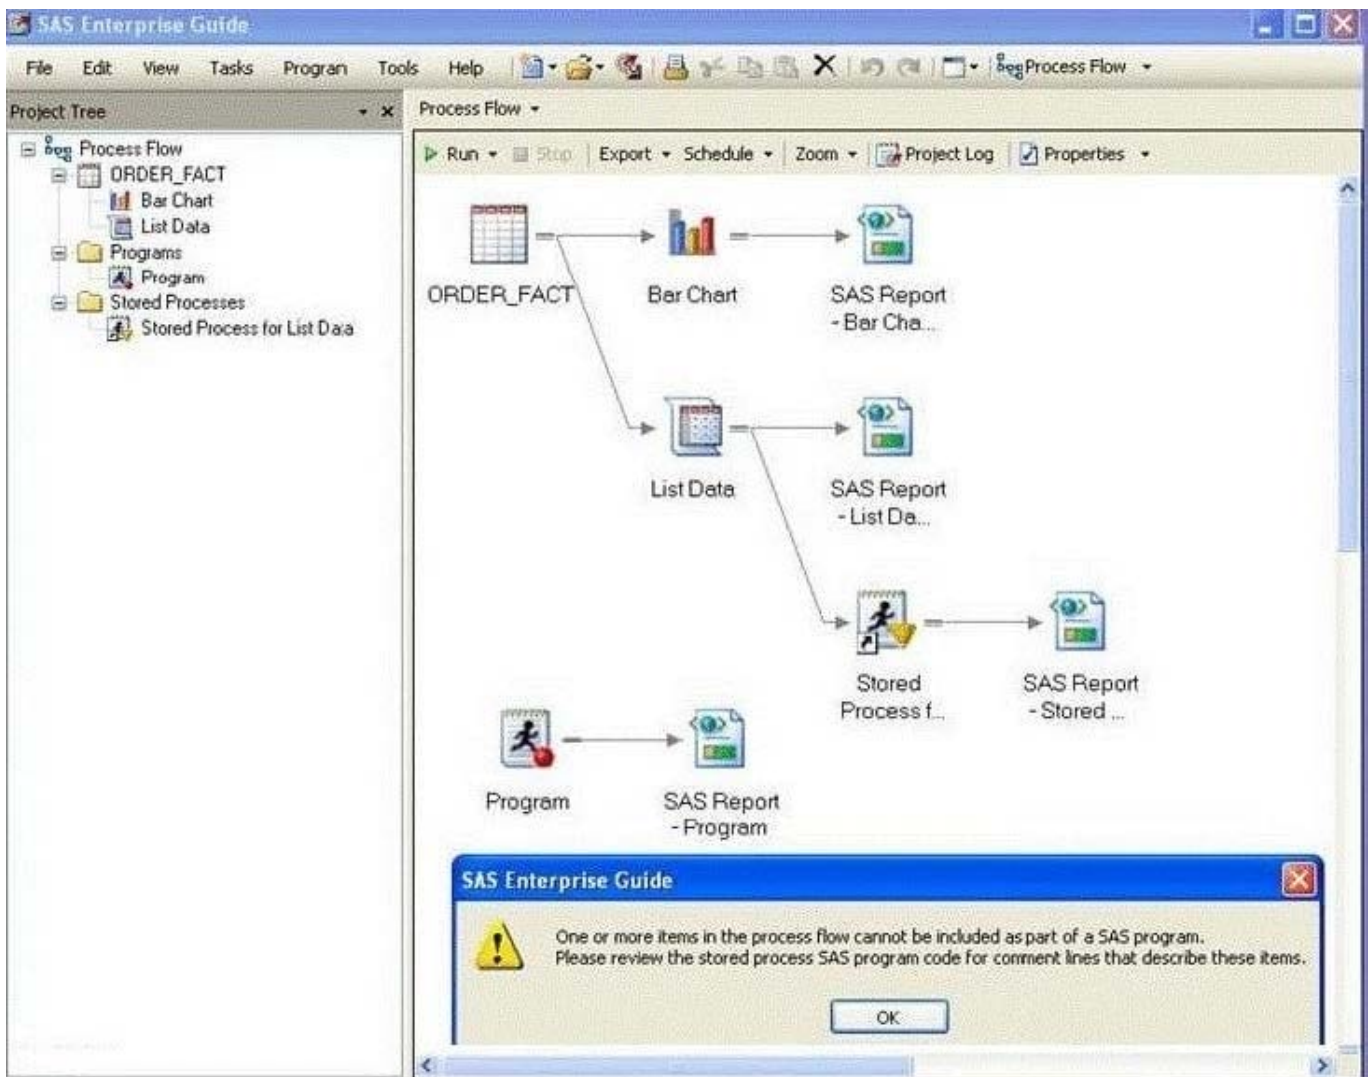 SAS Enterprise Guide
File Edit View Tasks Progran Tools Help Process Flow
Project Tree
Process Flow
ORDER_FACT
Bar Chart
List Data
Programs
Program
Stored Processes
Stored Process for List Data
Process Flow
Run Stop Export Schedule Zoom Project Log Properties
ORDER_FACT
Bar Chart
SAS Report
- Bar Cha...
List Data
SAS Report
- List Da...
Stored
Process f...
SAS Report
- Stored ...
Program
SAS Report
- Program
SAS Enterprise Guide
One or more items in the process flow cannot be included as part of a SAS program.
Please review the stored process SAS program code for comment lines that describe these items.
OK